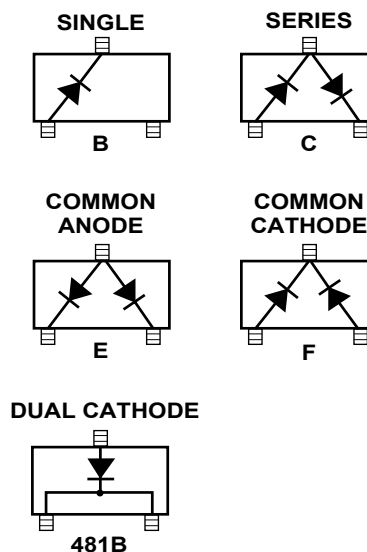 SINGLE
B
SERIES
C
COMMON
ANODE
E
COMMON
CATHODE
F
DUAL CATHODE
481B